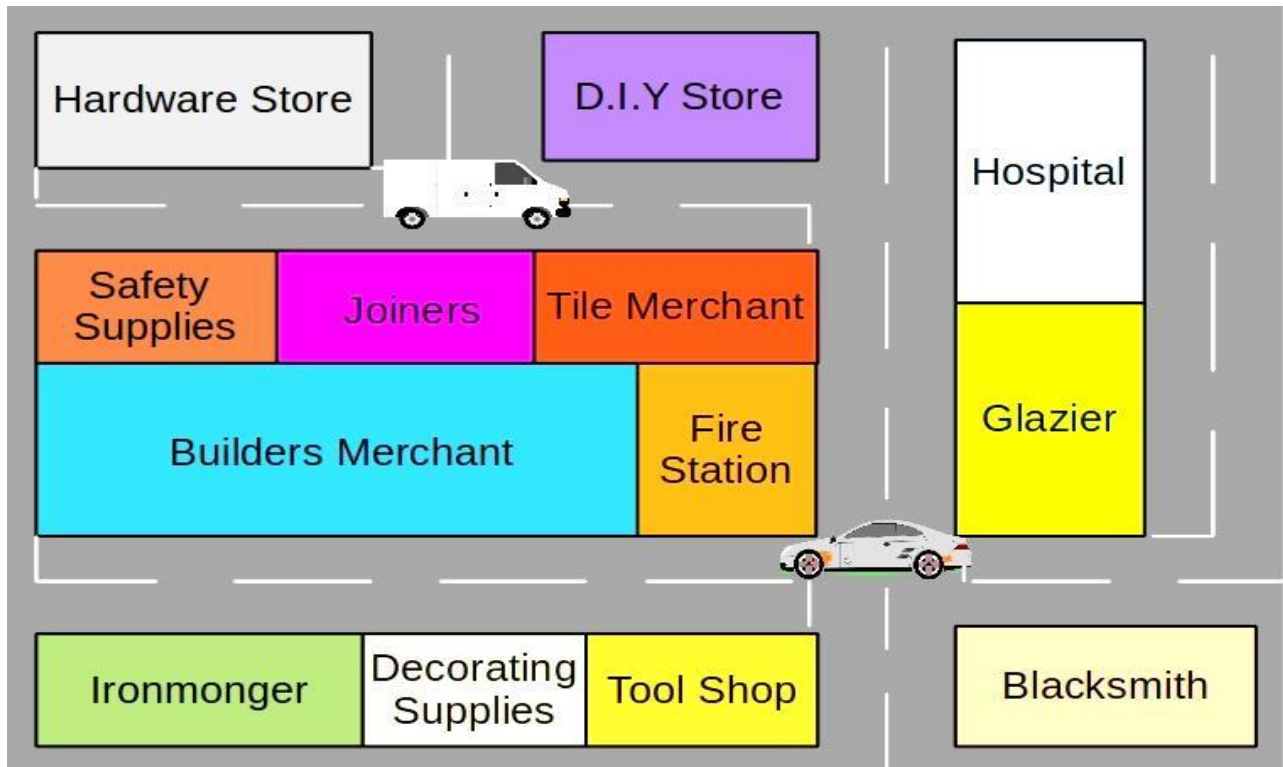 Hardware Store
D.I.Y Store
Hospital
Safety
Supplies
Joiners
Tile Merchant
Builders Merchant
Fire
Station
Glazier
Ironmonger
Decorating
Supplies
Tool Shop
Blacksmith